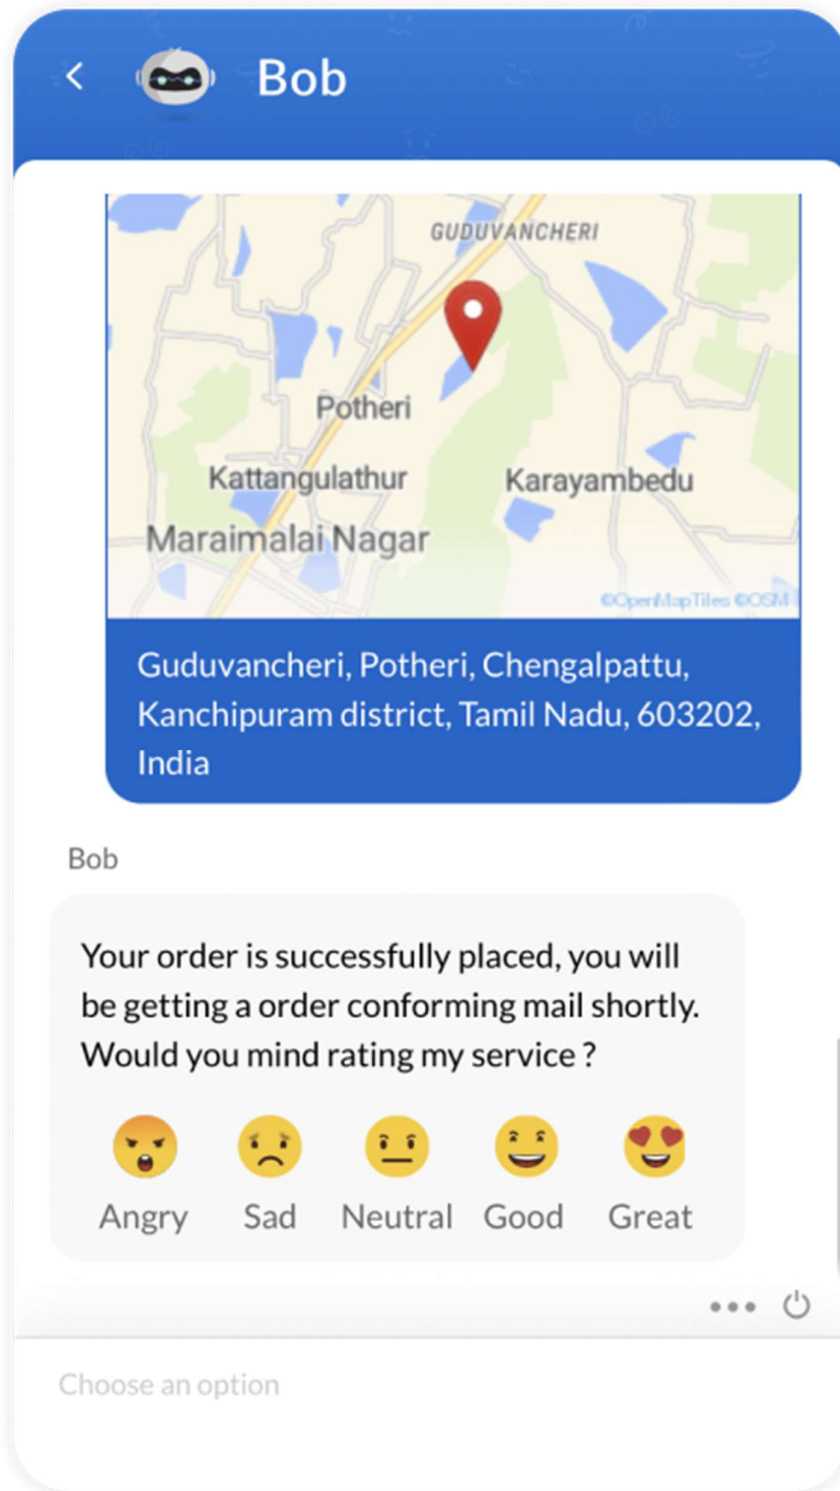 Bob
GUDUVANCHERI
Potheri
Kattangulathur
Karayambedu
Maraimalai Nagar
©OpenMapTiles ©OSM
Guduvancheri, Potheri, Chengalpattu,
Kanchipuram district, Tamil Nadu, 603202,
India
Bob
Your order is successfully placed, you will
be getting a order conforming mail shortly.
Would you mind rating my service ?
Angry Sad Neutral Good Great
Choose an option